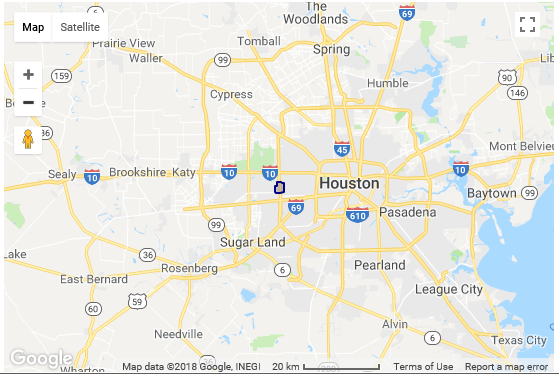 The
Woodlands
6
69
Map
Satellite
Prairie View
Tomball
Spring
Waller
99
159
Humble
90
146
Cypress
36
45
Mont Belvieu
Sealy
10
Brookshire
Katy
10
10
10
Houston
Baytown
99
69
610
Pasadena
99
Sugar Land
36
Pearland
Rosenberg
6
East Bernard
League City
59
60
Alvin
Needville
6
Texas City
Wharton
Google
Map data ©2018 Google, INEGI
20 km
Terms of Use
Report a map error